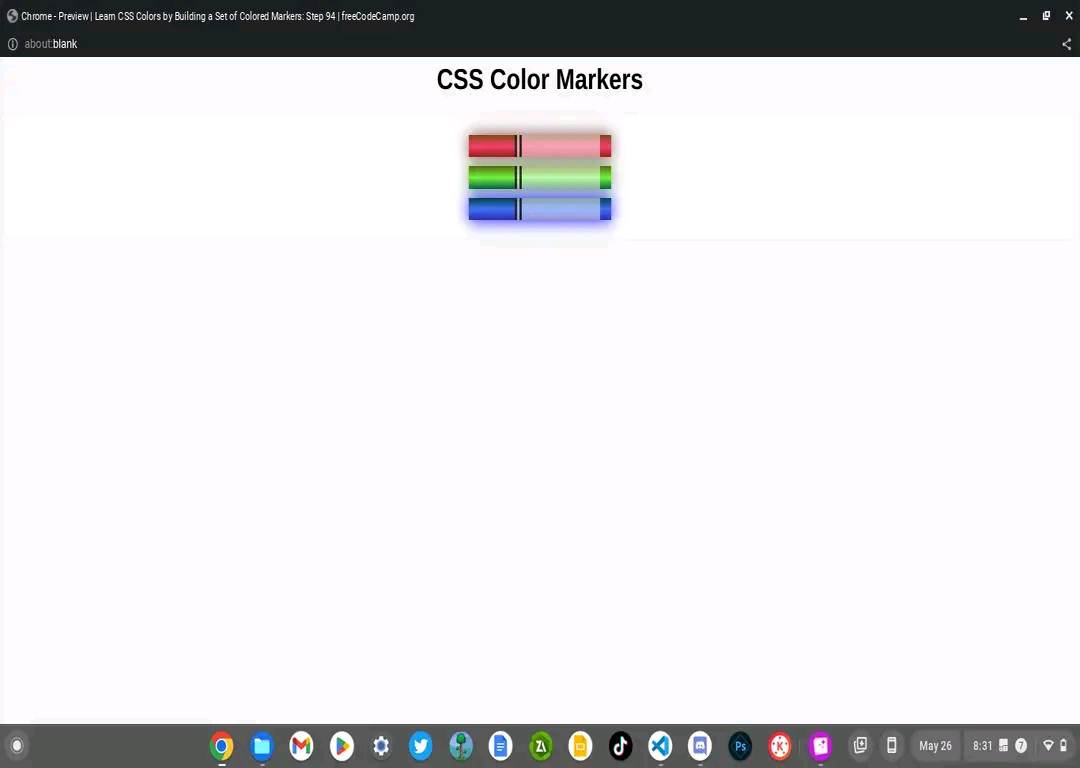 Chrome - Preview | Learn CSS Colors by Building a Set of Colored Markers: Step 94 | freeCodeCamp.org
about:blank
CSS Color Markers
Ps
K
May 26
8:31
7